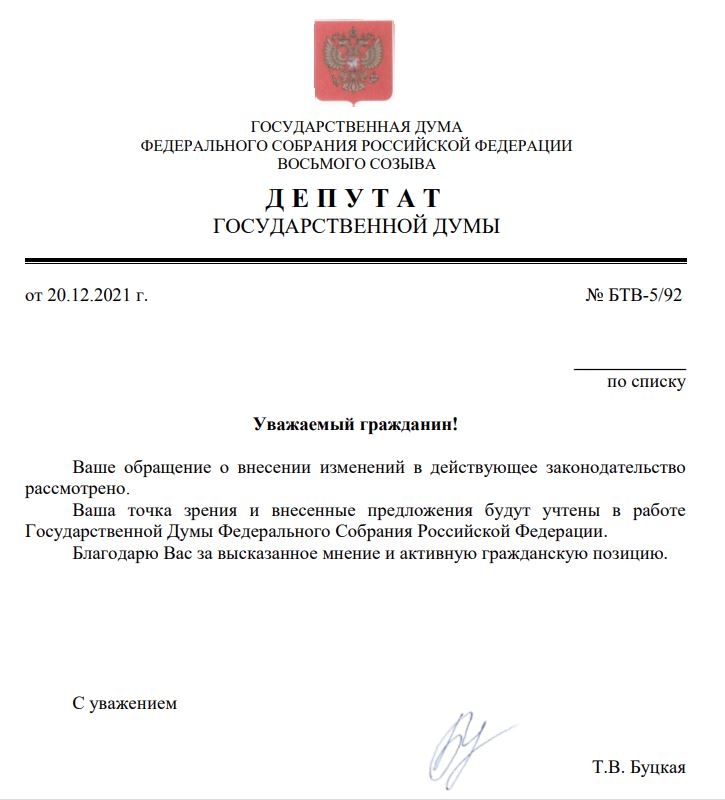 ГОСУДАРСТВЕННАЯ ДУМА
ФЕДЕРАЛЬНОГО СОБРАНИЯ РОССИЙСКОЙ ФЕДЕРАЦИИ
ВОСЬМОГО СОЗЫВА
ДЕПУТАТ
ГОСУДАРСТВЕННОЙ ДУМЫ
от 20.12.2021 г. № БТВ-5/92
по списку
Уважаемый гражданин!
Ваше обращение о внесении изменений в действующее законодательство
рассмотрено.
Ваша точка зрения и внесенные предложения будут учтены в работе
Государственной Думы Федерального Собрания Российской Федерации.
Благодарю Вас за высказанное мнение и активную гражданскую позицию.
С уважением
Т.В. Буцкая